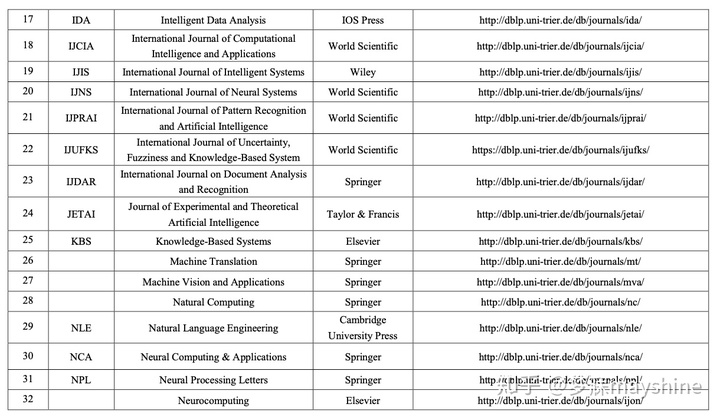 17 IDA Intelligent Data Analysis IOS Press http://dblp.uni-trier.de/db/journals/ida/
18 IJCIA International Journal of Computational Intelligence and Applications World Scientific http://dblp.uni-trier.de/db/journals/ijcia/
19 IJIS International Journal of Intelligent Systems Wiley http://dblp.uni-trier.de/db/journals/ijis/
20 IJNS International Journal of Neural Systems World Scientific http://dblp.uni-trier.de/db/journals/ijns/
21 IJPRAI International Journal of Pattern Recognition and Artificial Intelligence World Scientific http://dblp.uni-trier.de/db/journals/ijprai/
22 IJUFKS International Journal of Uncertainty, Fuzziness and Knowledge-Based System World Scientific https://dblp.uni-trier.de/db/journals/ijufks/
23 IJDAR International Journal on Document Analysis and Recognition Springer http://dblp.uni-trier.de/db/journals/ijdar/
24 JETAI Journal of Experimental and Theoretical Artificial Intelligence Taylor & Francis http://dblp.uni-trier.de/db/journals/jetai/
25 KBS Knowledge-Based Systems Elsevier http://dblp.uni-trier.de/db/journals/kbs/
26 Machine Translation Springer http://dblp.uni-trier.de/db/journals/mt/
27 Machine Vision and Applications Springer http://dblp.uni-trier.de/db/journals/mva/
28 Natural Computing Springer http://dblp.uni-trier.de/db/journals/nc/
29 NLE Natural Language Engineering Cambridge University Press http://dblp.uni-trier.de/db/journals/nle/
30 NCA Neural Computing & Applications Springer http://dblp.uni-trier.de/db/journals/nca/
31 NPL Neural Processing Letters Springer http://dblp.uni-trier.de/db/journals/npl/
32 Neurocomputing Elsevier http://dblp.uni-trier.de/db/journals/ijon/
知乎 @梦寐mayshine